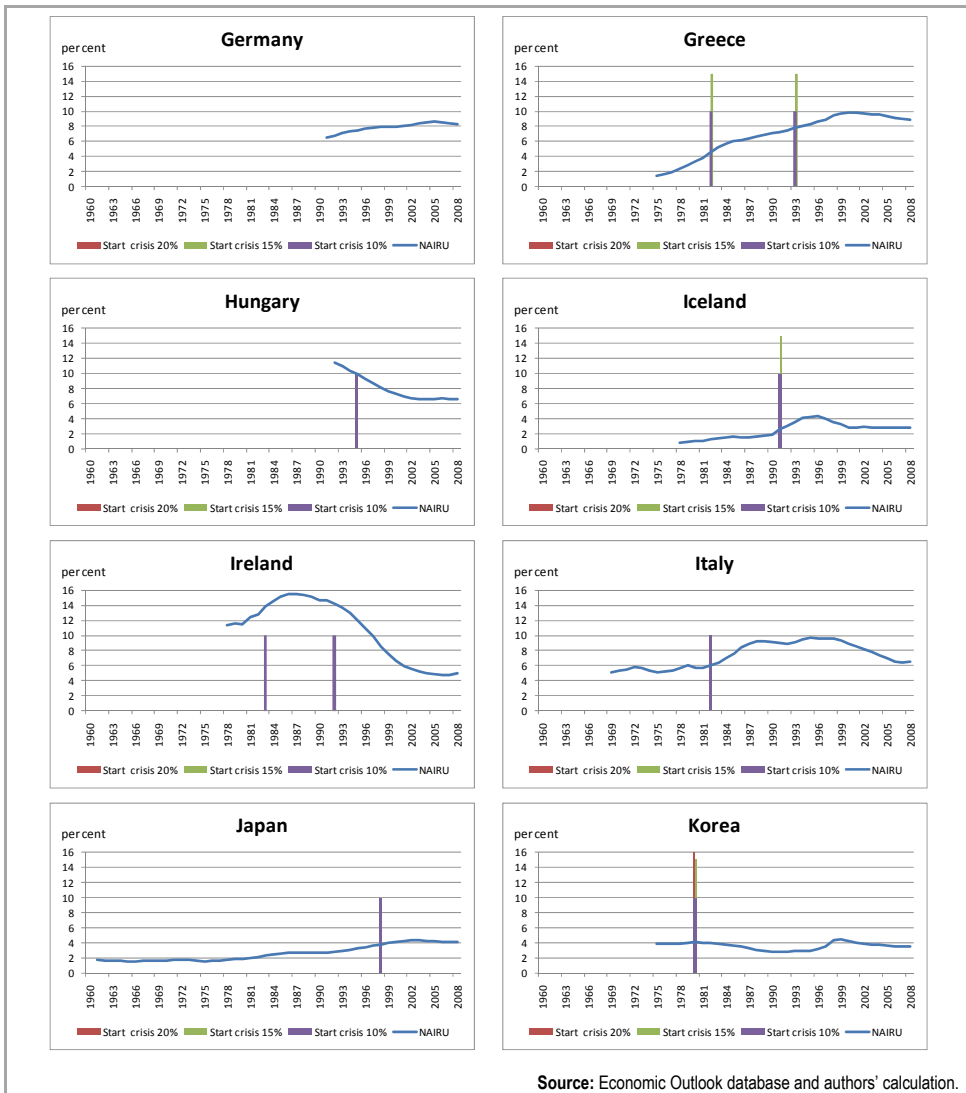 Germany
per cent
16
14
12
10
8
6
4
2
0
1960 1963 1966 1969 1972 1975 1978 1981 1984 1987 1990 1993 1996 1999 2002 2005 2008
Start crisis 20% Start crisis 15% Start crisis 10% NAIRU
Greece
per cent
16
14
12
10
8
6
4
2
0
1960 1963 1966 1969 1972 1975 1978 1981 1984 1987 1990 1993 1996 1999 2002 2005 2008
Start crisis 20% Start crisis 15% Start crisis 10% NAIRU
Hungary
per cent
16
14
12
10
8
6
4
2
0
1960 1963 1966 1969 1972 1975 1978 1981 1984 1987 1990 1993 1996 1999 2002 2005 2008
Start crisis 20% Start crisis 15% Start crisis 10% NAIRU
Iceland
per cent
16
14
12
10
8
6
4
2
0
1960 1963 1966 1969 1972 1975 1978 1981 1984 1987 1990 1993 1996 1999 2002 2005 2008
Start crisis 20% Start crisis 15% Start crisis 10% NAIRU
Ireland
per cent
16
14
12
10
8
6
4
2
0
1960 1963 1966 1969 1972 1975 1978 1981 1984 1987 1990 1993 1996 1999 2002 2005 2008
Start crisis 20% Start crisis 15% Start crisis 10% NAIRU
Italy
per cent
16
14
12
10
8
6
4
2
0
1960 1963 1966 1969 1972 1975 1978 1981 1984 1987 1990 1993 1996 1999 2002 2005 2008
Start crisis 20% Start crisis 15% Start crisis 10% NAIRU
Japan
per cent
16
14
12
10
8
6
4
2
0
1960 1963 1966 1969 1972 1975 1978 1981 1984 1987 1990 1993 1996 1999 2002 2005 2008
Start crisis 20% Start crisis 15% Start crisis 10% NAIRU
Korea
per cent
16
14
12
10
8
6
4
2
0
1960 1963 1966 1969 1972 1975 1978 1981 1984 1987 1990 1993 1996 1999 2002 2005 2008
Start crisis 20% Start crisis 15% Start crisis 10% NAIRU
Source: Economic Outlook database and authors' calculation.